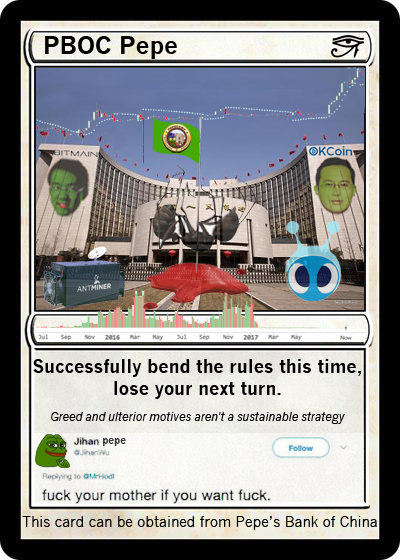 PBOC Pepe
BITMAIN
OKCoin
ANTMINER
Jul Sep Nov 2016 Mar May Jul Sep Nov 2017 Mar May Now
Successfully bend the rules this time,
lose your next turn.
Greed and ulterior motives aren't a sustainable strategy
Jihan pepe
@JihanWu
Follow
Replying to @MrHodl
fuck your mother if you want fuck.
This card can be obtained from Pepe's Bank of China